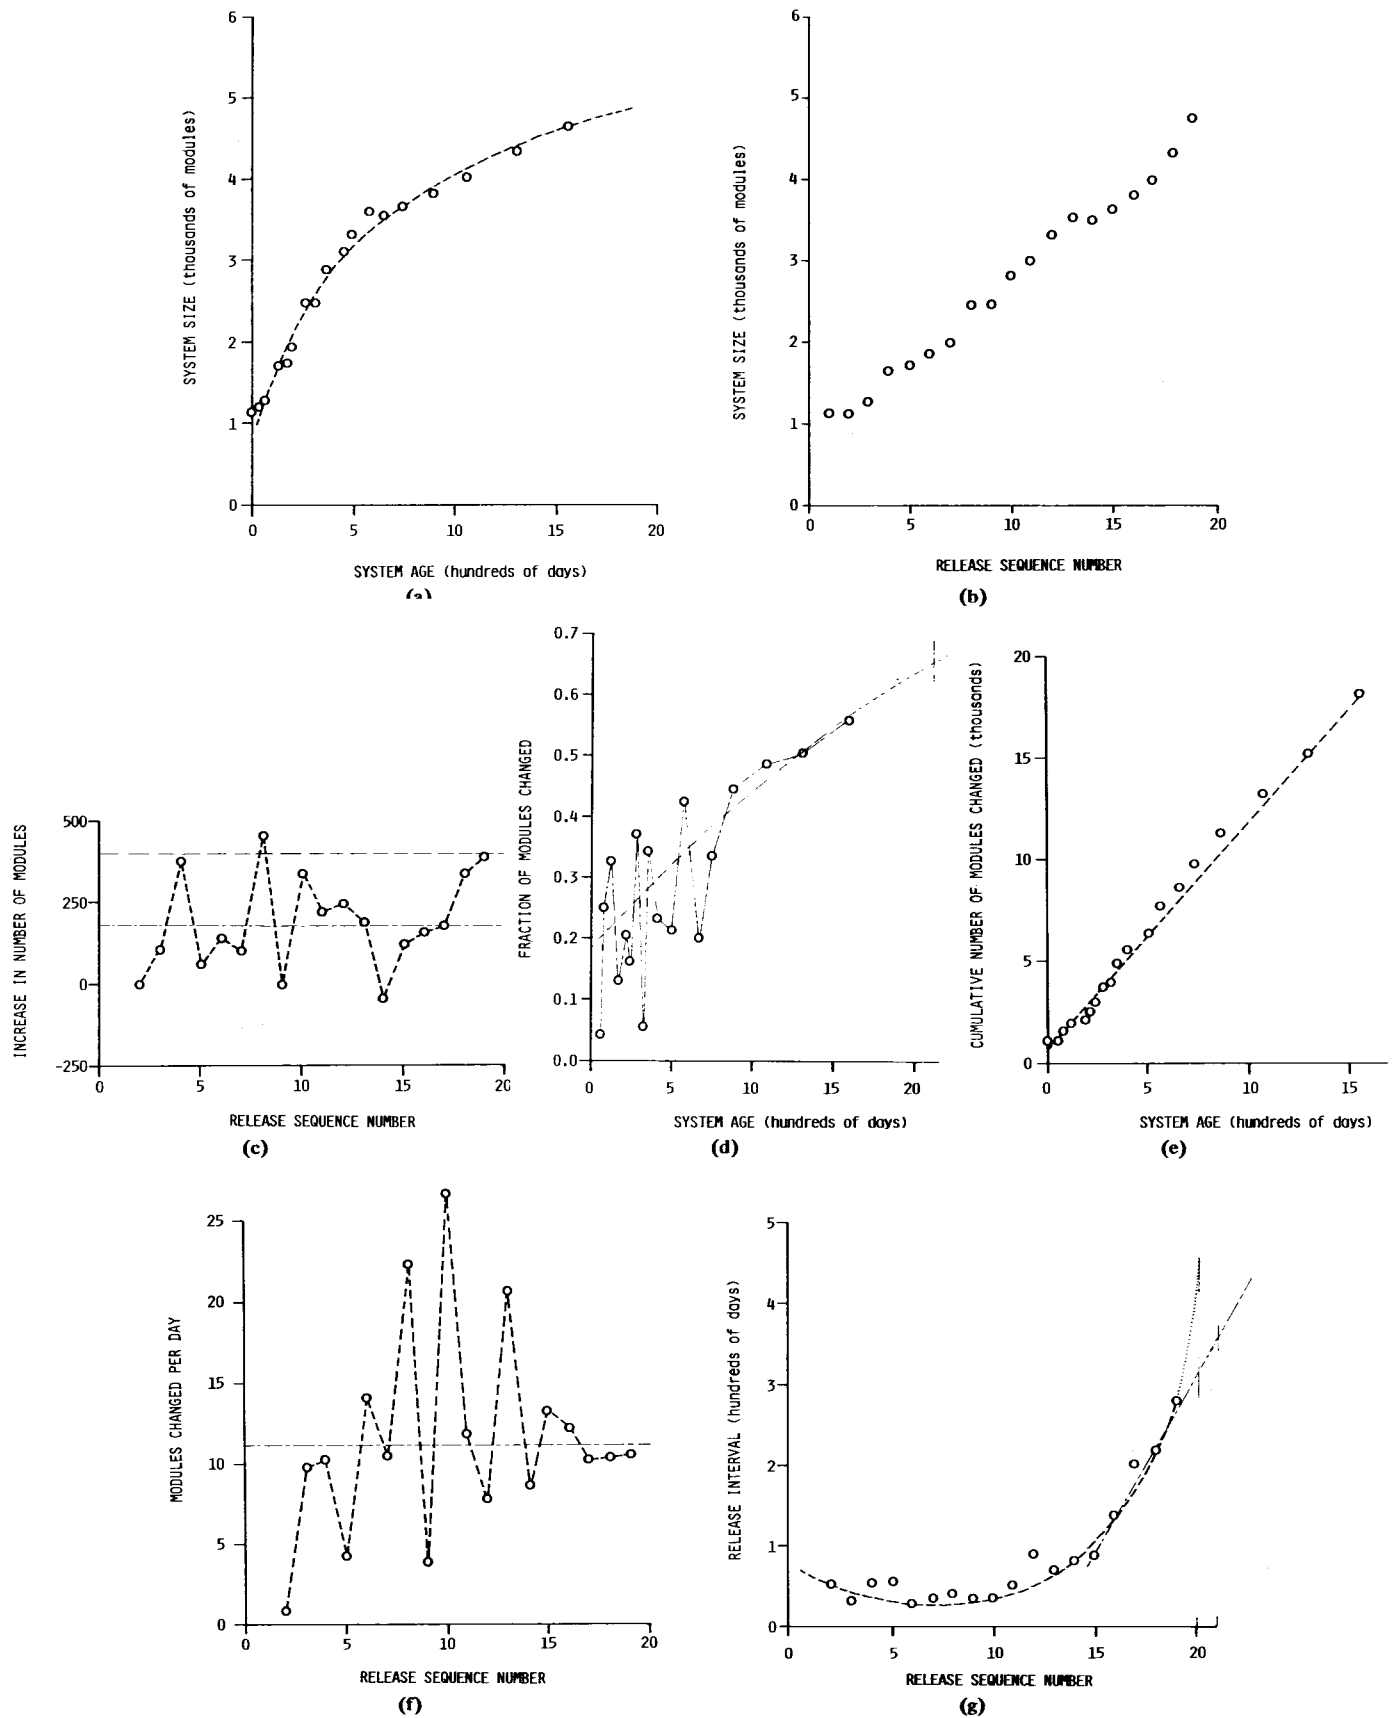 6
5
4
3
2
1
0
SYSTEM SIZE (thousands of modules)
0 5 10 15 20
SYSTEM AGE (hundreds of days)
(a)
6
5
4
3
2
1
0
SYSTEM SIZE (thousands of modules)
0 5 10 15 20
RELEASE SEQUENCE NUMBER
(b)
500
250
0
-250
INCREASE IN NUMBER OF MODULES
0 5 10 15 20
RELEASE SEQUENCE NUMBER
(c)
0.7
0.6
0.5
0.4
0.3
0.2
0.1
0.0
FRACTION OF MODULES CHANGED
0 5 10 15 20
SYSTEM AGE (hundreds of days)
(d)
20
15
10
5
0
CUMULATIVE NUMBER OF MODULES CHANGED (thousands)
0 5 10 15
SYSTEM AGE (hundreds of days)
(e)
25
20
15
10
5
0
MODULES CHANGED PER DAY
0 5 10 15 20
RELEASE SEQUENCE NUMBER
(f)
5
4
3
2
1
0
RELEASE INTERVAL (hundreds of days)
0 5 10 15 20
RELEASE SEQUENCE NUMBER
(g)